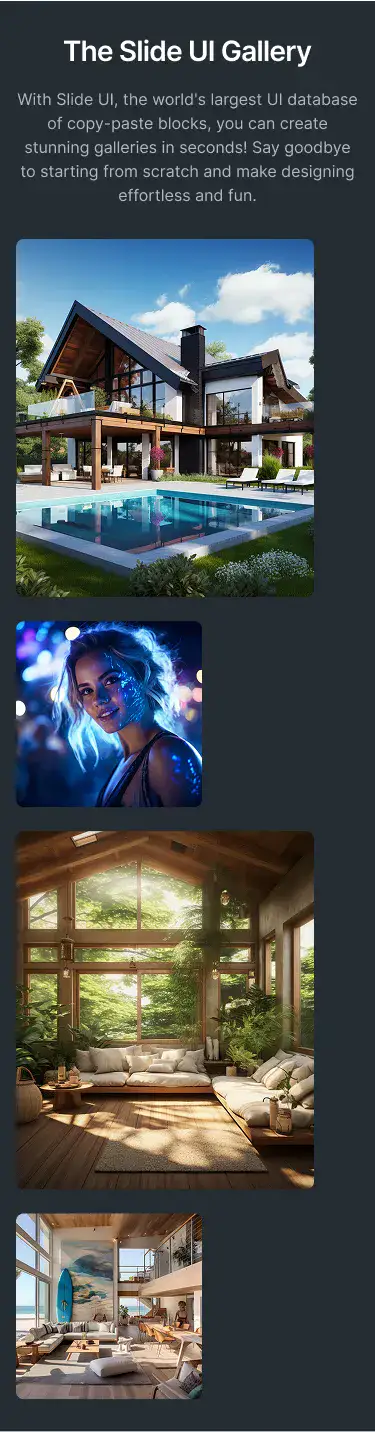 The Slide UI Gallery
With Slide UI, the world's largest UI database
of copy-paste blocks, you can create
stunning galleries in seconds! Say goodbye
to starting from scratch and make designing
effortless and fun.